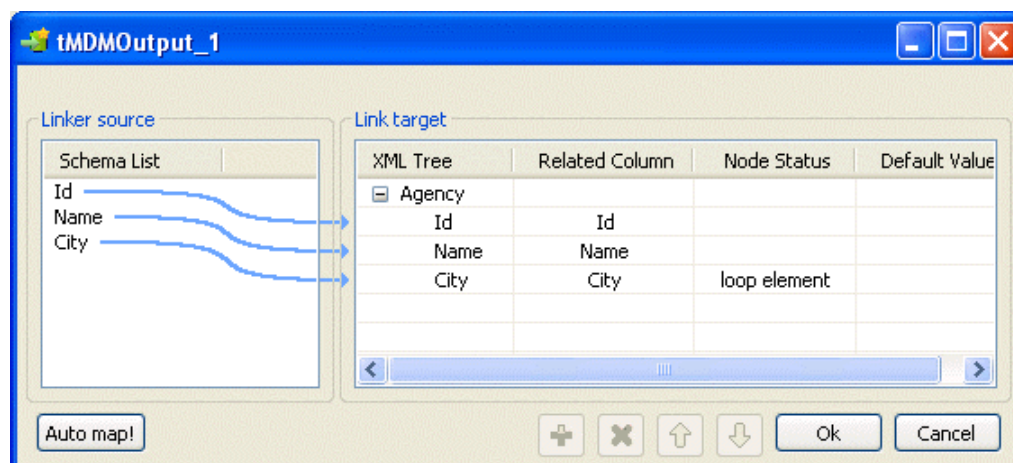 tMDMOutput_1
Linker source
Link target
Schema List
XML Tree Related Column Node Status Default Value
Id
Name
City
Agency
Id Id
Name Name
City City loop element
Auto map!
Ok
Cancel